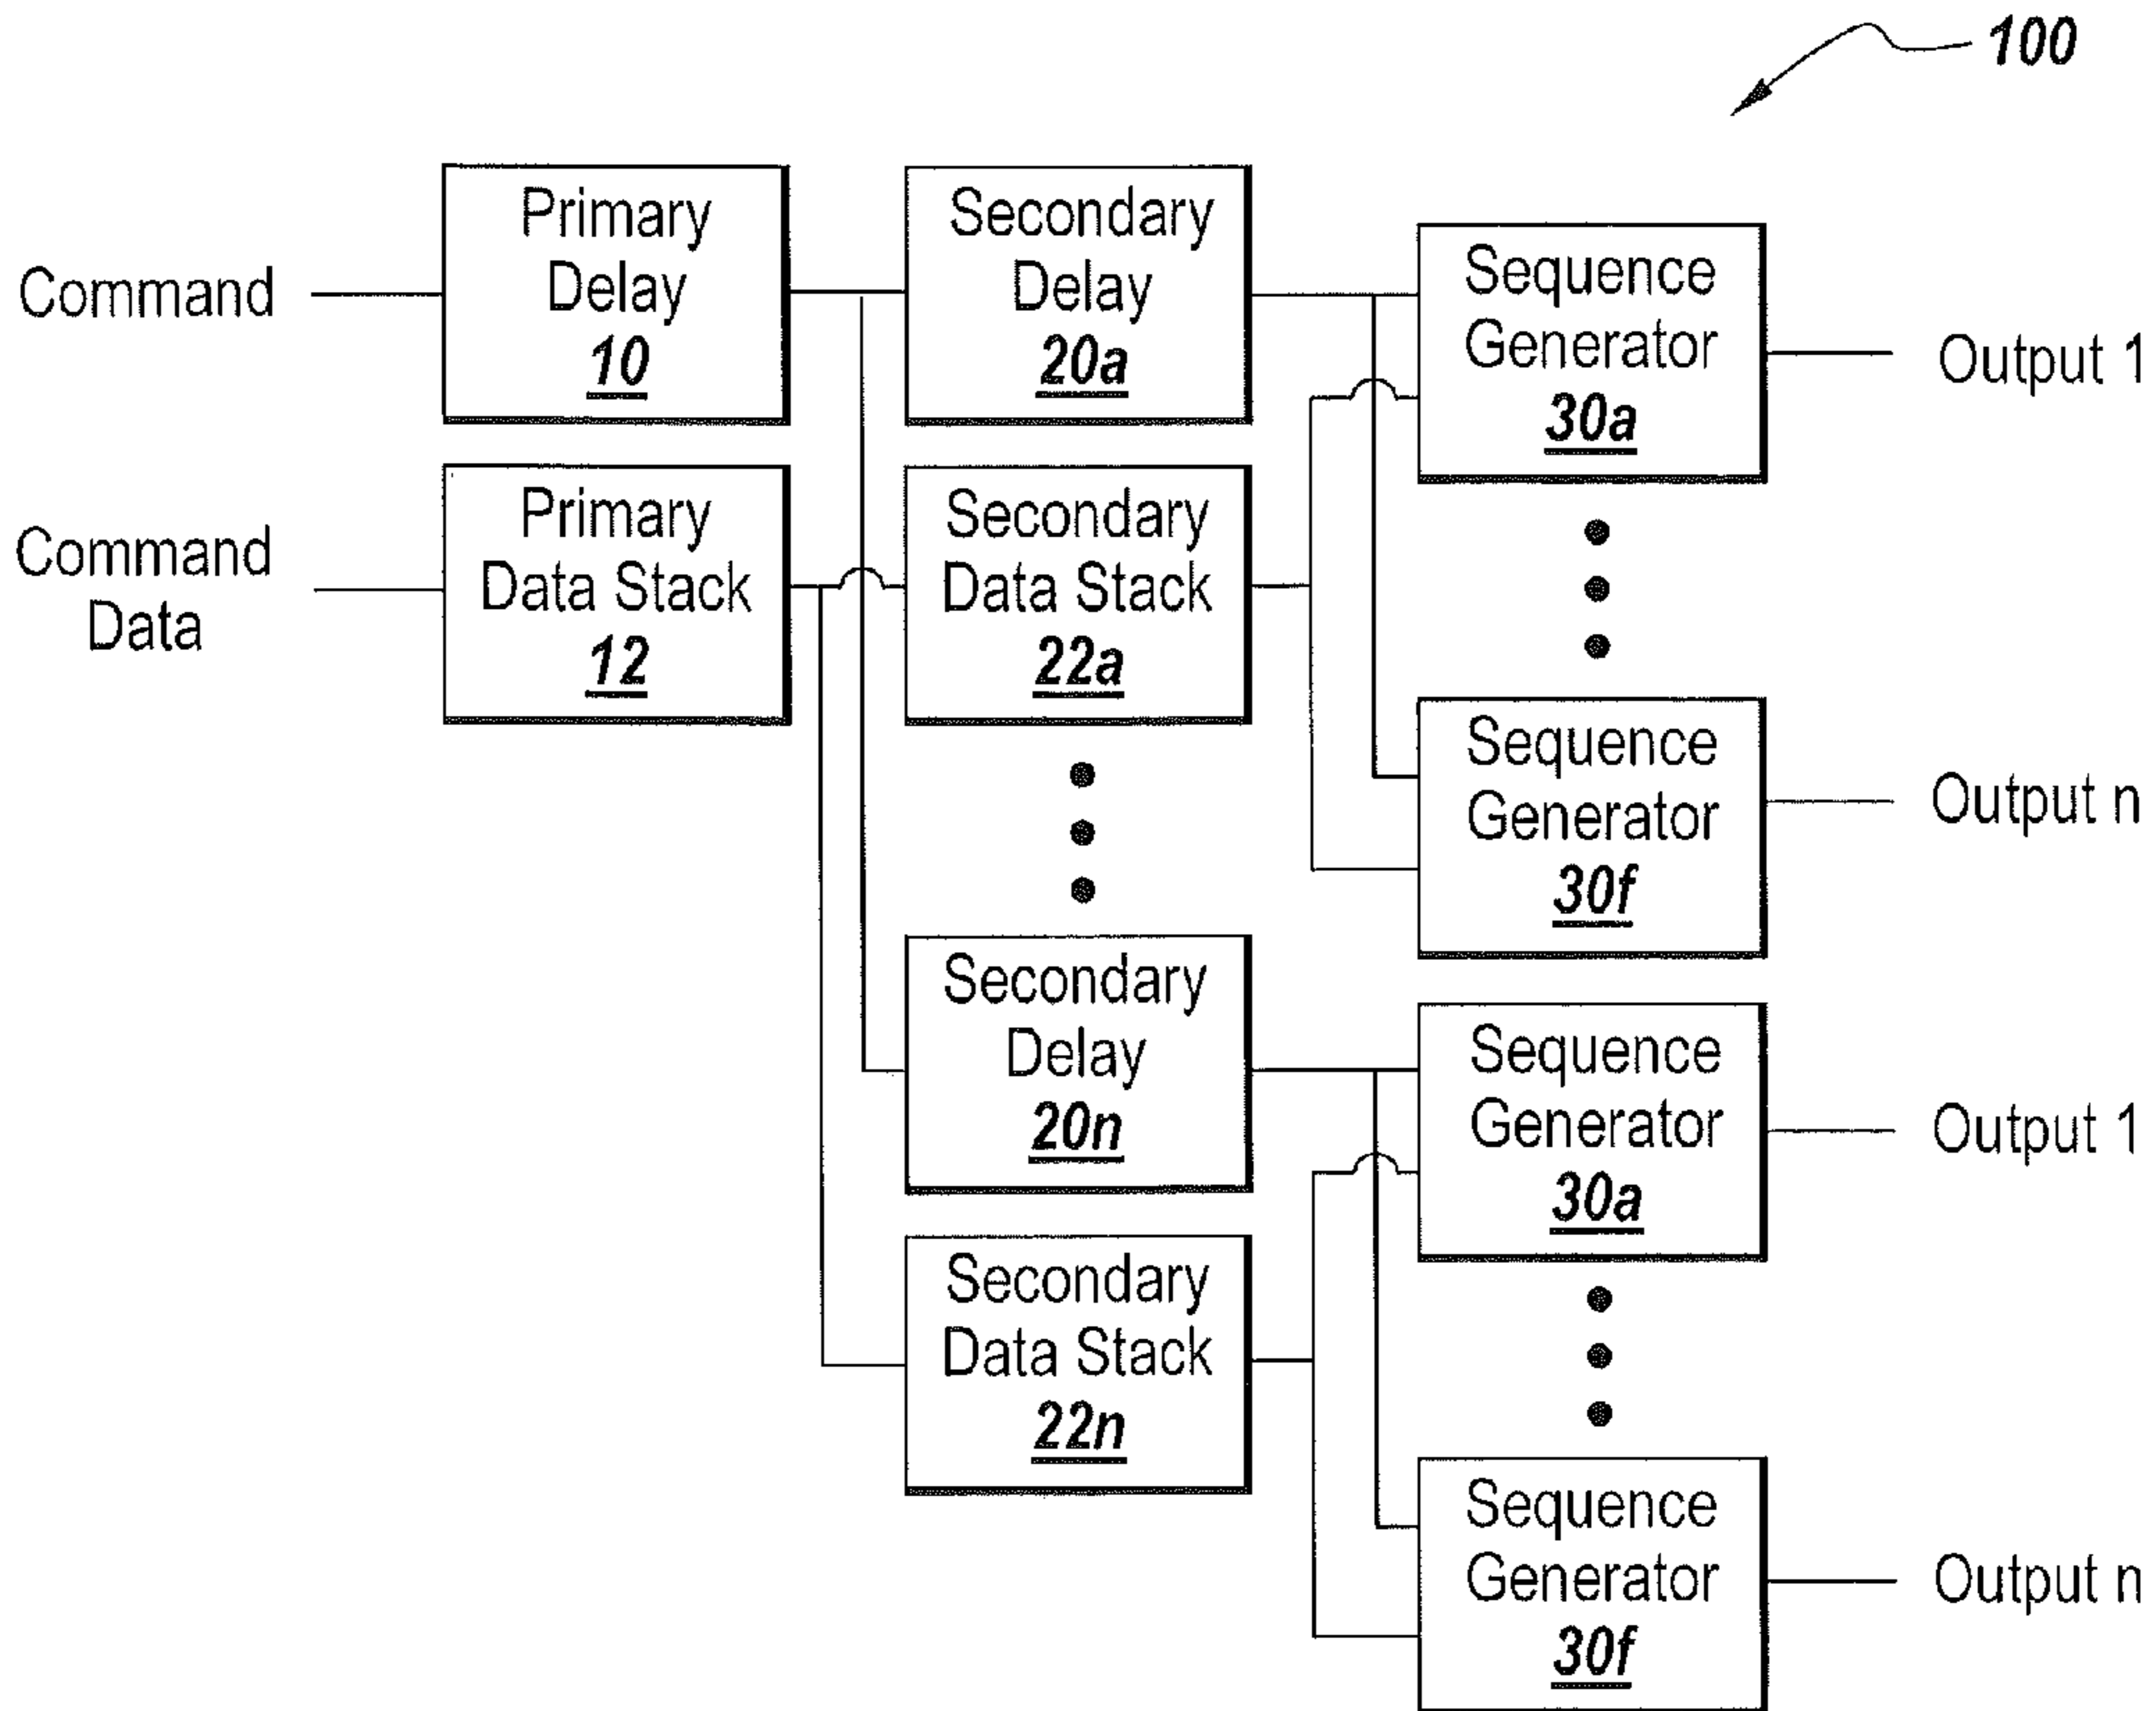 100
Command
Primary
Delay
10
Secondary
Delay
20a
Sequence
Generator
30a
Output 1
Command
Data
Primary
Data Stack
12
Secondary
Data Stack
22a
Sequence
Generator
30f
Output n
Secondary
Delay
20n
Sequence
Generator
30a
Output 1
Secondary
Data Stack
22n
Sequence
Generator
30f
Output n